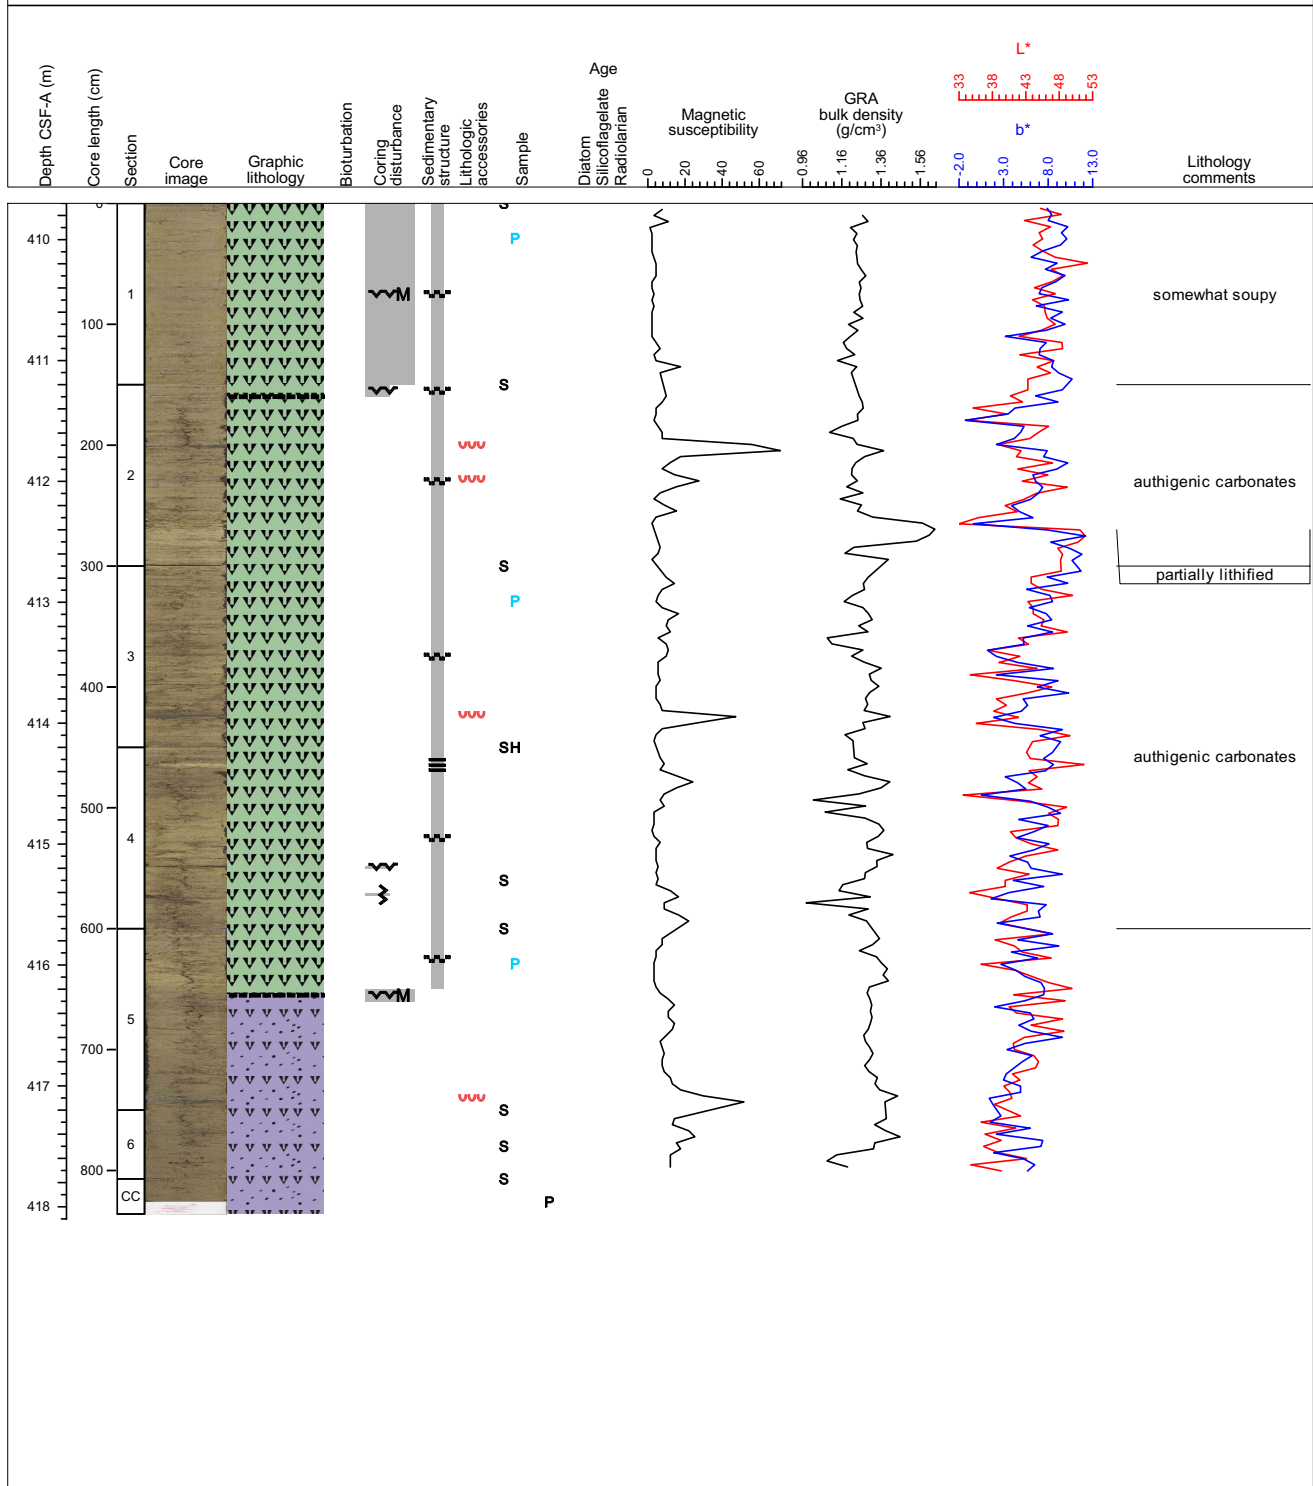 Depth CSF-A (m)
Core length (cm)
Section
Core
image
Graphic
lithology
Bioturbation
Coring
disturbance
Sedimentary
structure
Lithologic
accessories
Sample
Age
Diatom
Silicoflagelate
Radiolarian
Magnetic
susceptibility
0 20 40 60
GRA
bulk density
(g/cm³)
0.96 1.16 1.36 1.56
L*
33 38 43 48 53
b*
-2.0 3.0 8.0 13.0
Lithology
comments
0 S
410 P
1 M somewhat soupy
100
411
S
200
412 2 authigenic carbonates
300 S
partially lithified
413 P
3
400
414
SH
authigenic carbonates
500
415 4
S
600 S
416 P
M
5
700
417
S
6 S
800
S
CC
418 P